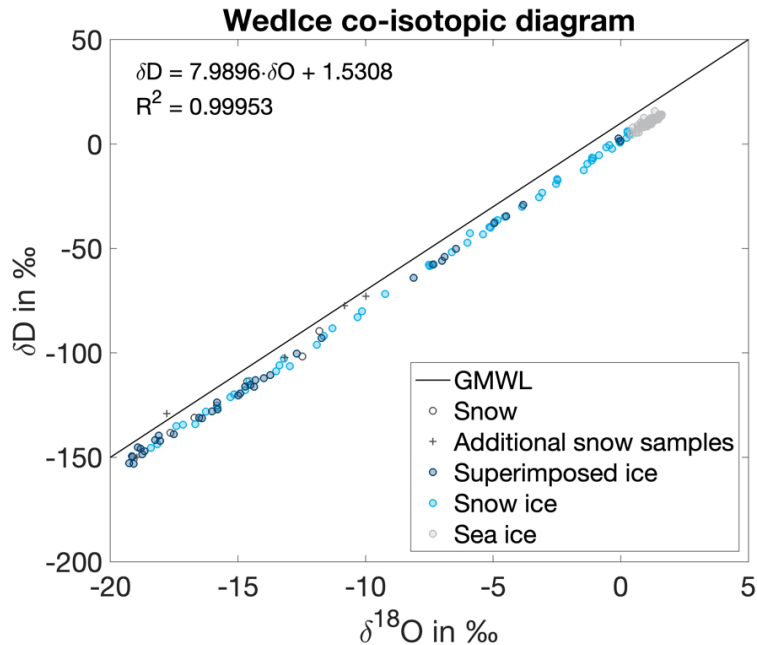 WedIce co-isotopic diagram
δD = 7.9896·δO + 1.5308
R² = 0.99953
50
0
-50
-100
-150
-200
δD in ‰
GMWL
Snow
Additional snow samples
Superimposed ice
Snow ice
Sea ice
-20
-15
-10
-5
0
5
δ¹⁸O in ‰